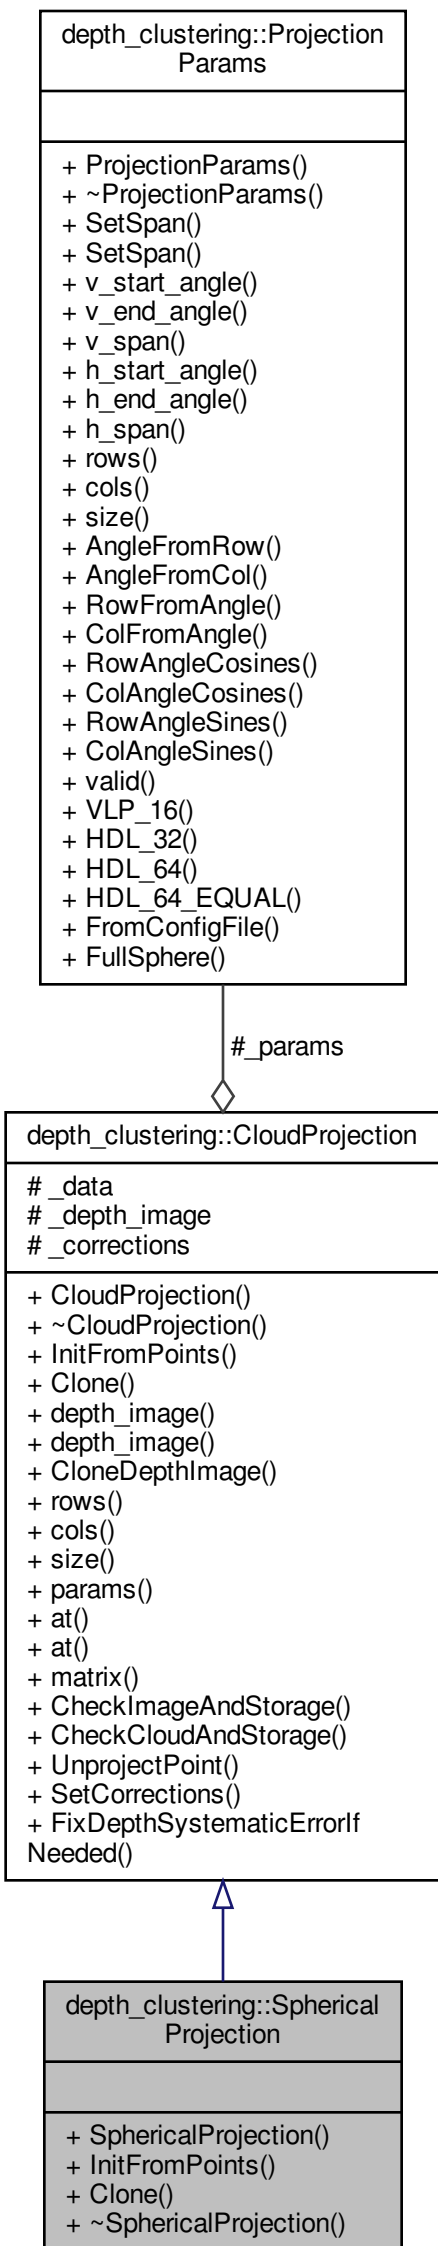 depth_clustering::Projection
Params
+ ProjectionParams()
+ ~ProjectionParams()
+ SetSpan()
+ SetSpan()
+ v_start_angle()
+ v_end_angle()
+ v_span()
+ h_start_angle()
+ h_end_angle()
+ h_span()
+ rows()
+ cols()
+ size()
+ AngleFromRow()
+ AngleFromCol()
+ RowFromAngle()
+ ColFromAngle()
+ RowAngleCosines()
+ ColAngleCosines()
+ RowAngleSines()
+ ColAngleSines()
+ valid()
+ VLP_16()
+ HDL_32()
+ HDL_64()
+ HDL_64_EQUAL()
+ FromConfigFile()
+ FullSphere()
#_params
depth_clustering::CloudProjection
# _data
# _depth_image
# _corrections
+ CloudProjection()
+ ~CloudProjection()
+ InitFromPoints()
+ Clone()
+ depth_image()
+ depth_image()
+ CloneDepthImage()
+ rows()
+ cols()
+ size()
+ params()
+ at()
+ at()
+ matrix()
+ CheckImageAndStorage()
+ CheckCloudAndStorage()
+ UnprojectPoint()
+ SetCorrections()
+ FixDepthSystematicErrorIf
Needed()
depth_clustering::Spherical
Projection
+ SphericalProjection()
+ InitFromPoints()
+ Clone()
+ ~SphericalProjection()